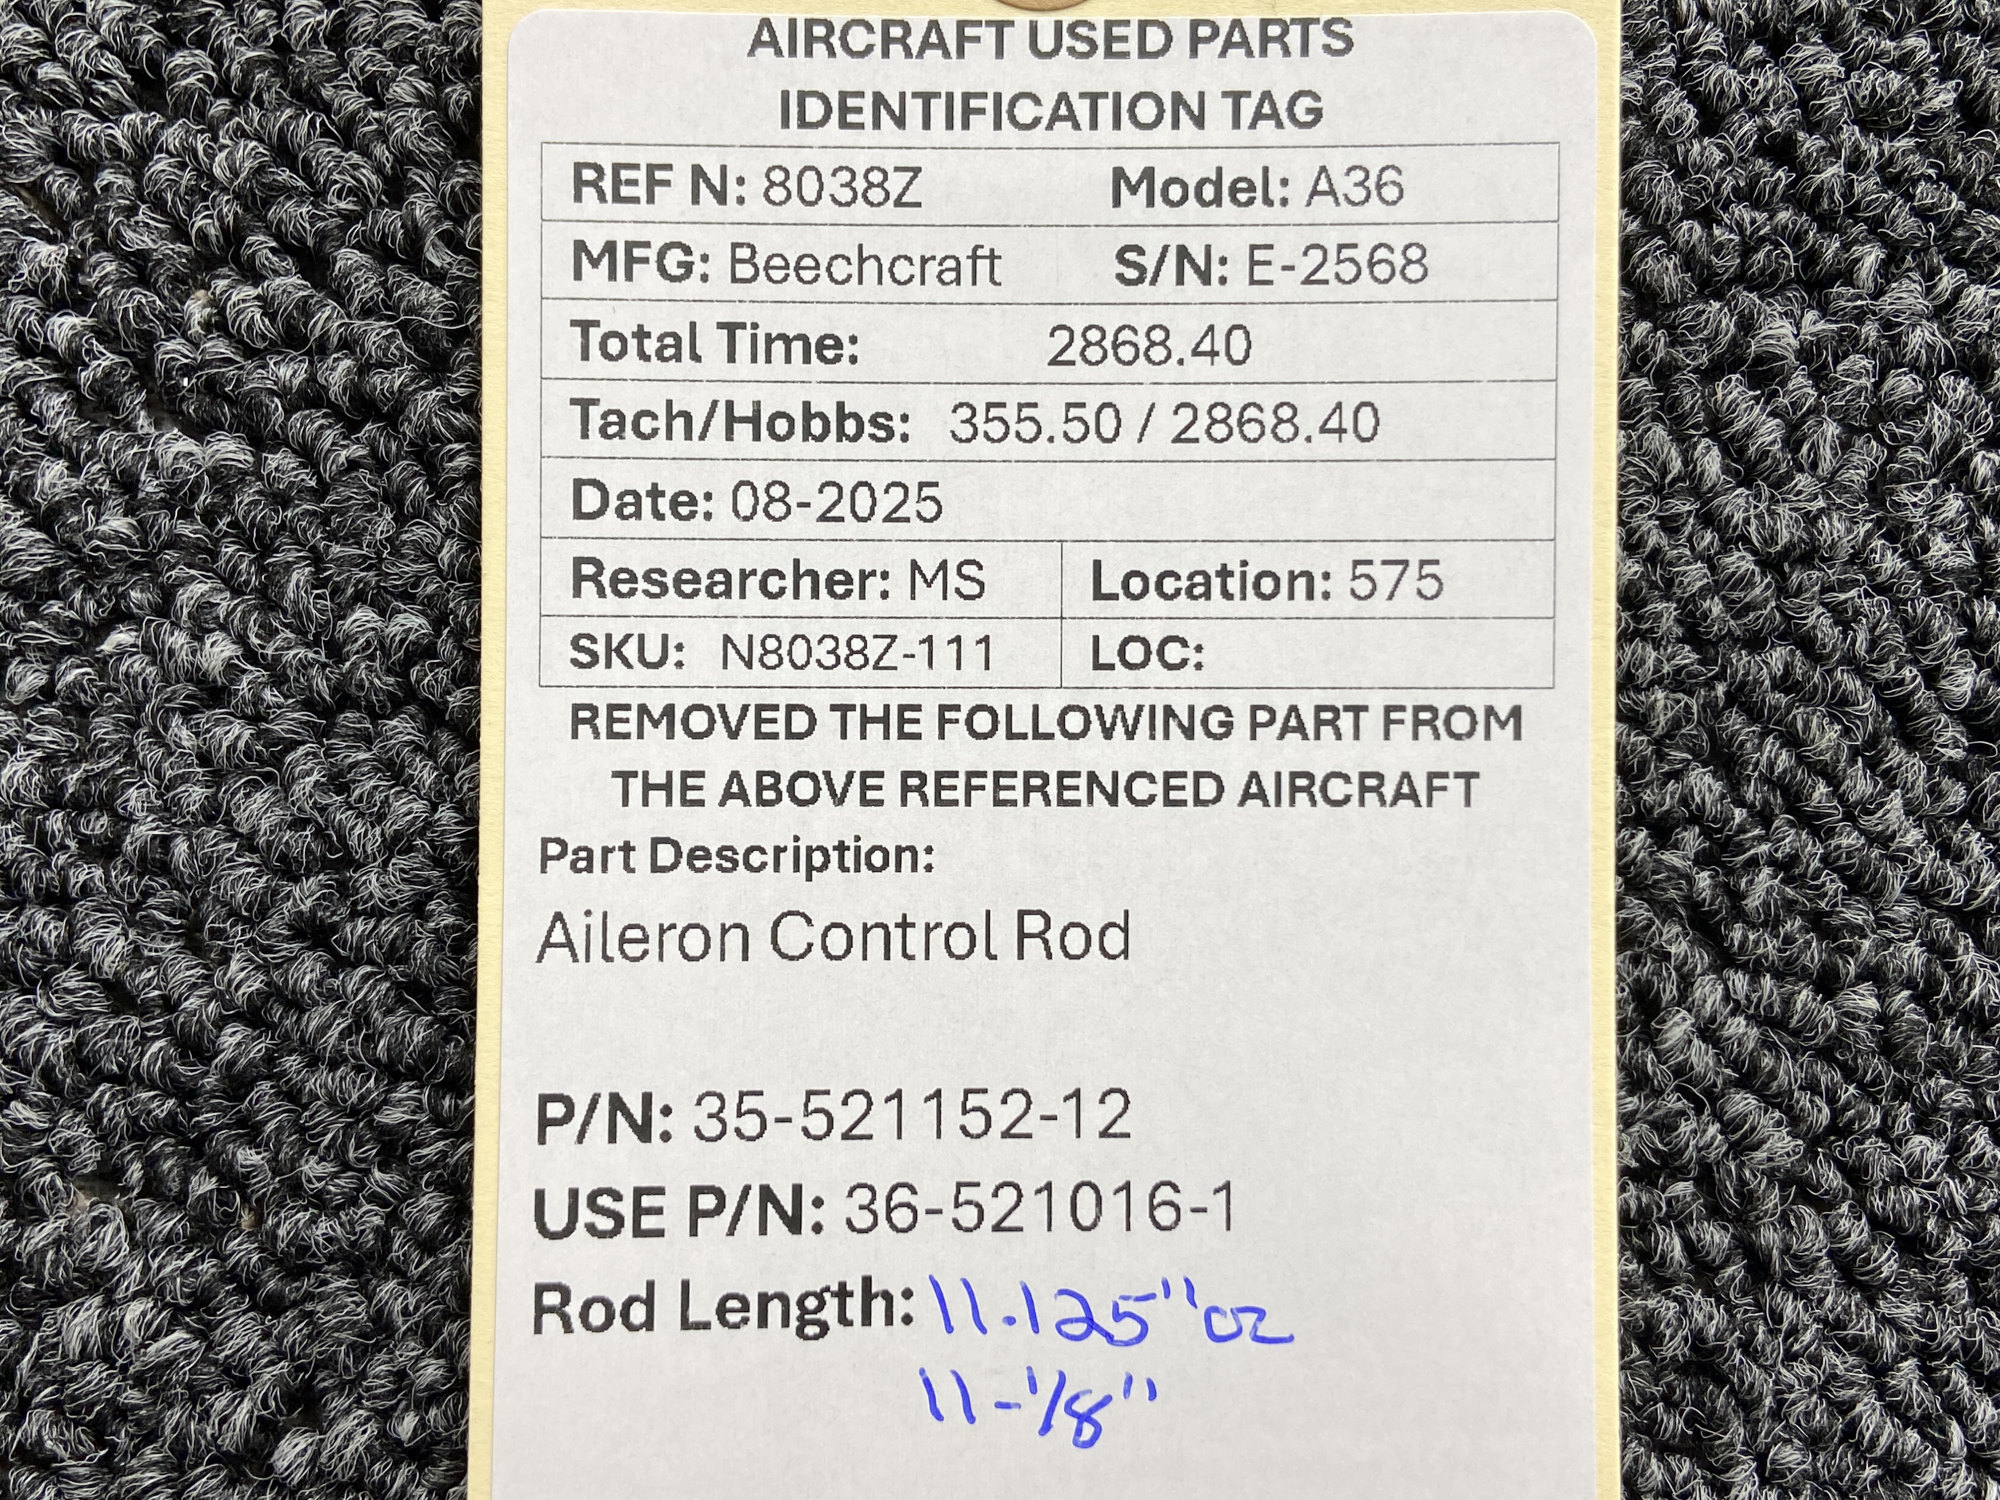 AIRCRAFT USED PARTS
IDENTIFICATION TAG
REF N: 8038Z Model: A36
MFG: Beechcraft S/N: E-2568
Total Time: 2868.40
Tach/Hobbs: 355.50 / 2868.40
Date: 08-2025
Researcher: MS Location: 575
SKU: N8038Z-111 LOC:
REMOVED THE FOLLOWING PART FROM
THE ABOVE REFERENCED AIRCRAFT
Part Description:
Aileron Control Rod
P/N: 35-521152-12
USE P/N: 36-521016-1
Rod Length: 11.125" or
11-1/8"